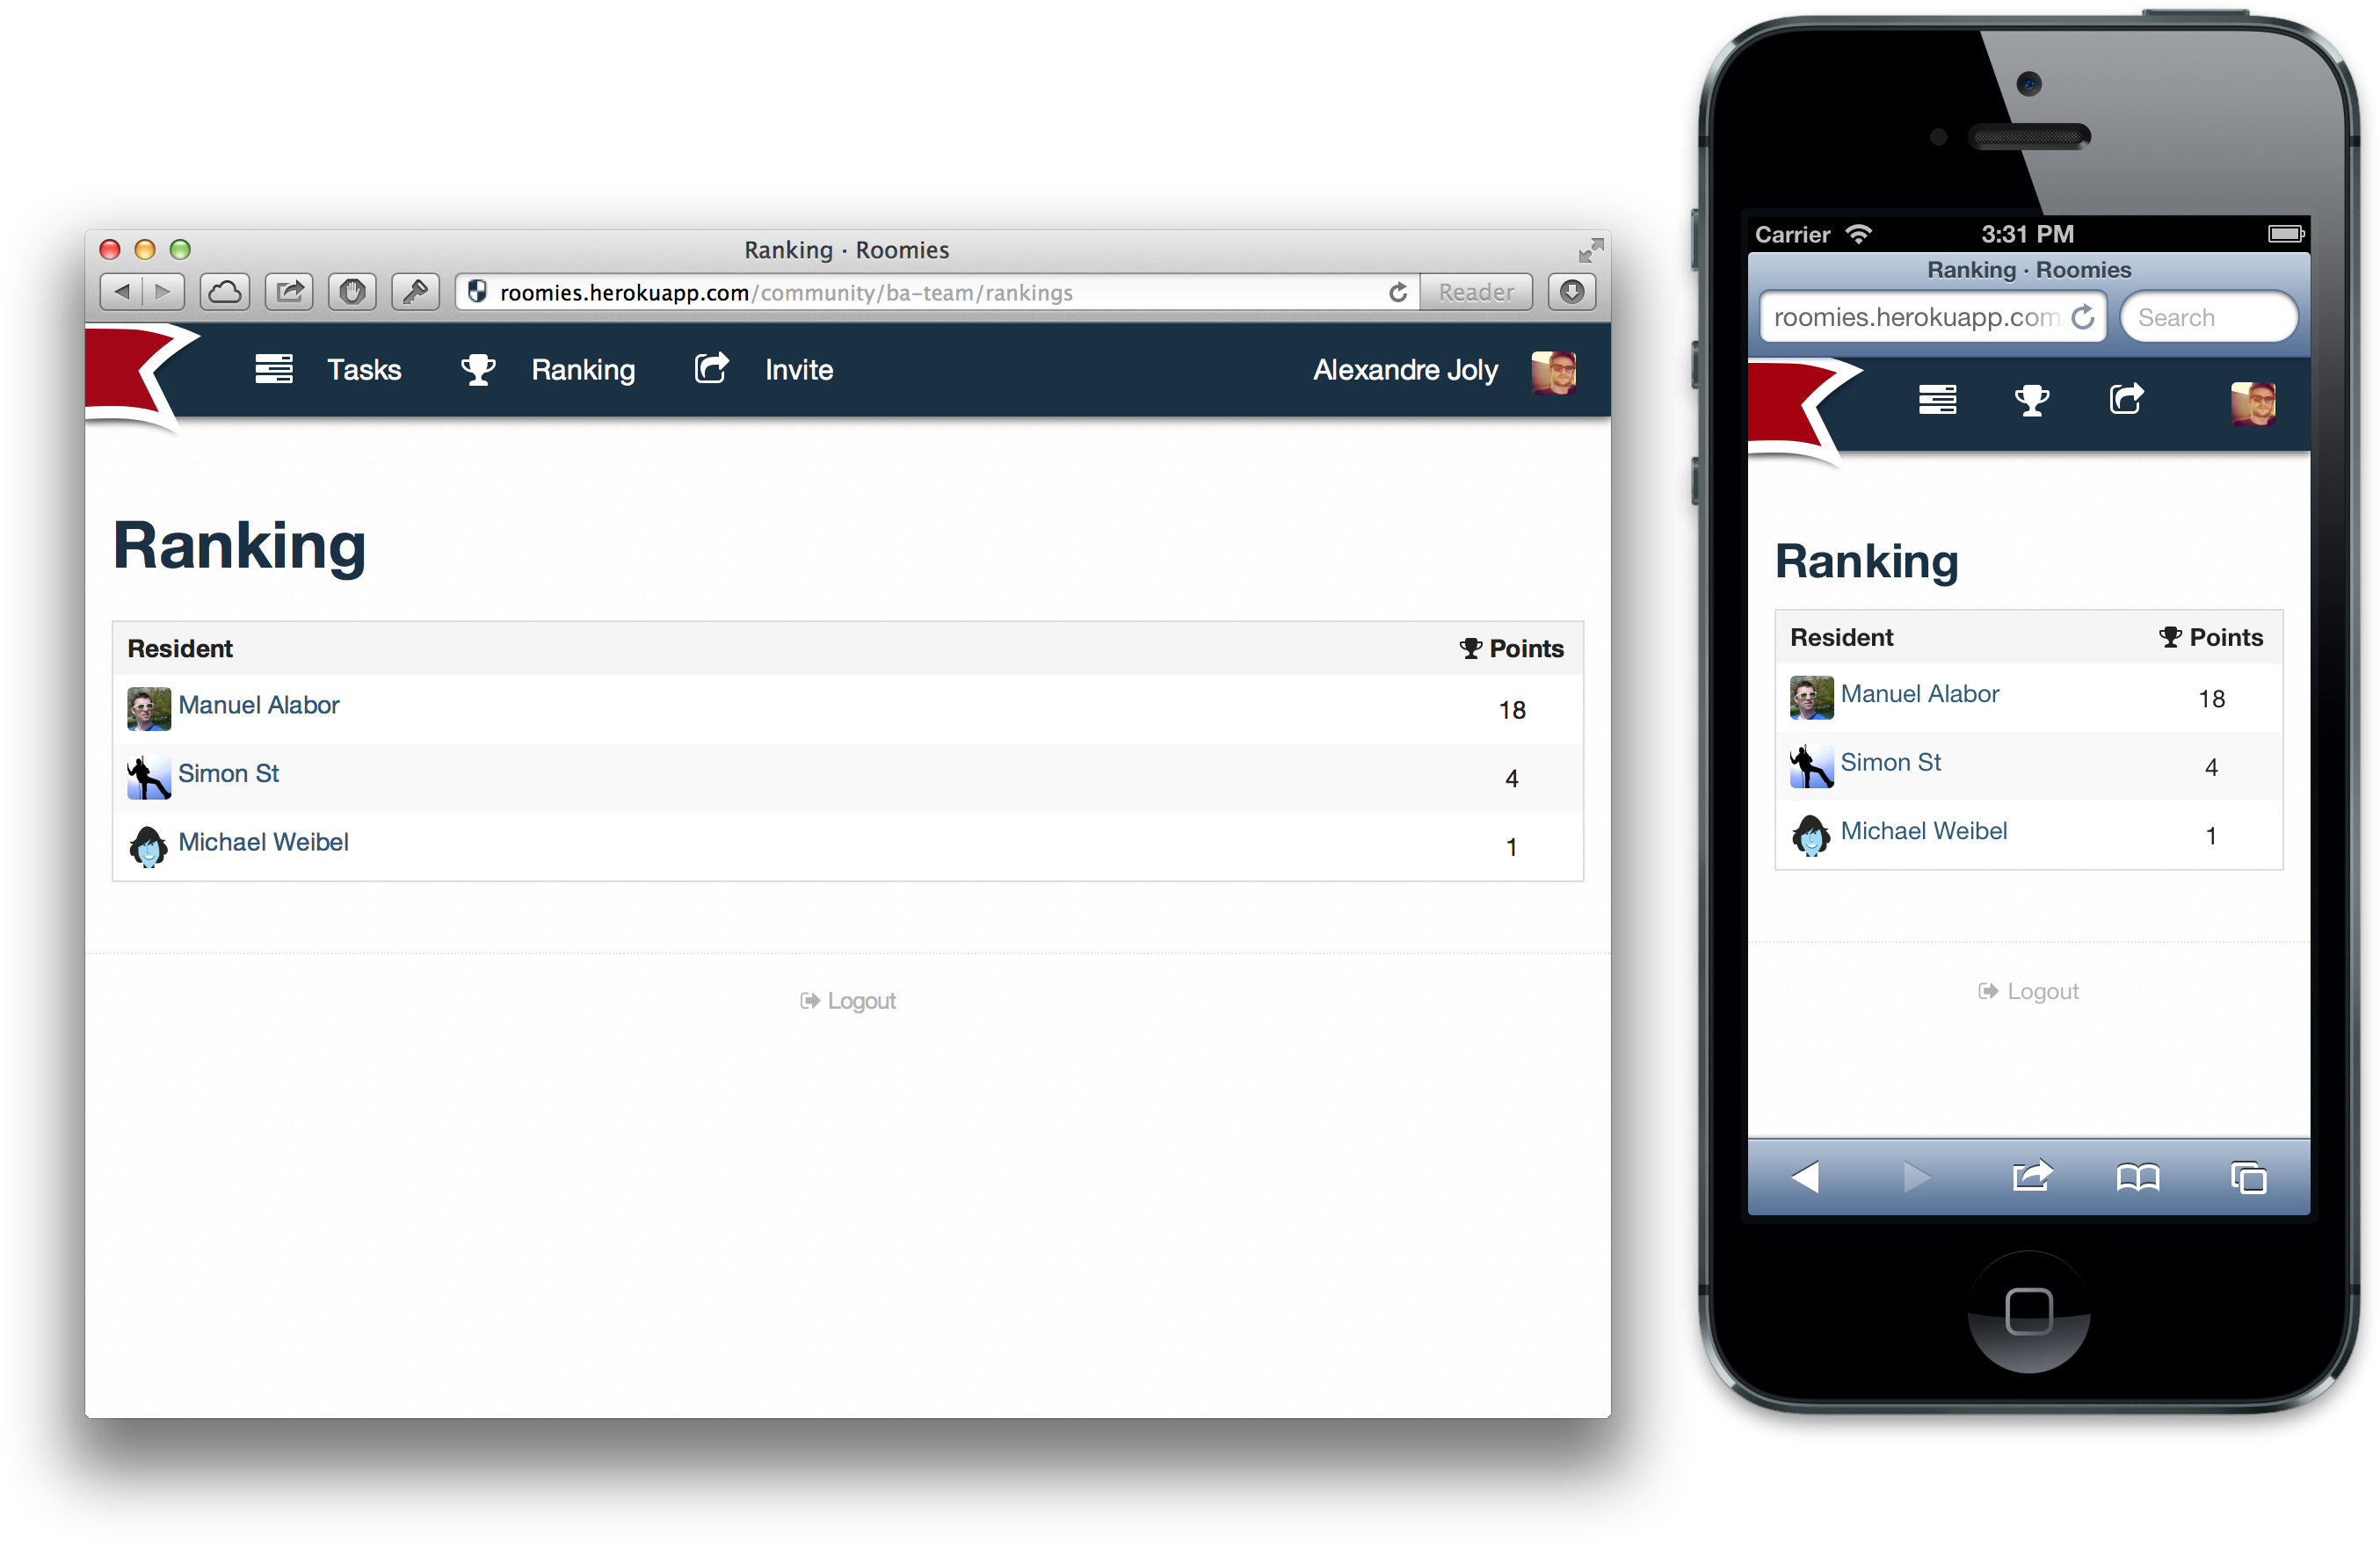 Ranking · Roomies
roomies.herokuapp.com/community/ba-team/rankings
Reader
Tasks
Ranking
Invite
Alexandre Joly
Ranking
Resident
Points
Manuel Alabor
18
Simon St
4
Michael Weibel
1
Logout
Carrier
3:31 PM
Ranking · Roomies
roomies.herokuapp.com
Search
Ranking
Resident
Points
Manuel Alabor
18
Simon St
4
Michael Weibel
1
Logout